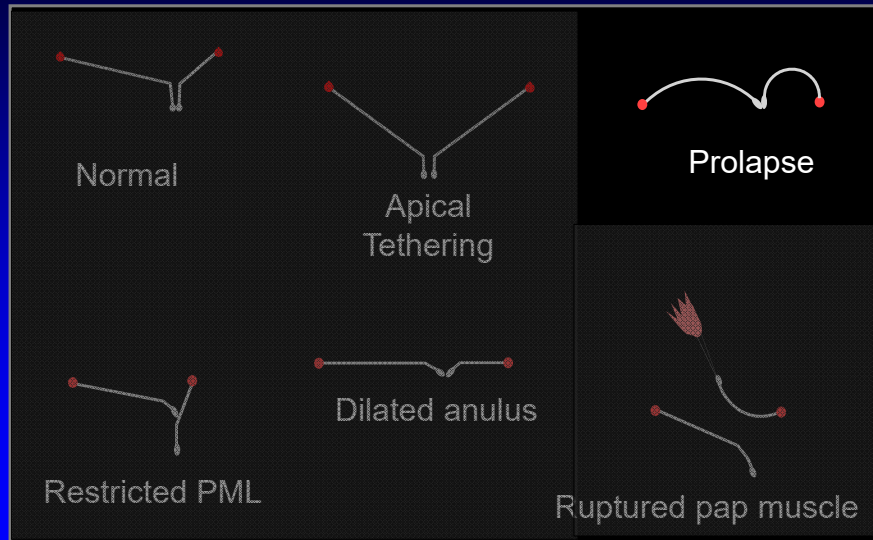 Normal
Apical
Tethering
Prolapse
Restricted PML
Dilated anulus
Ruptured pap muscle